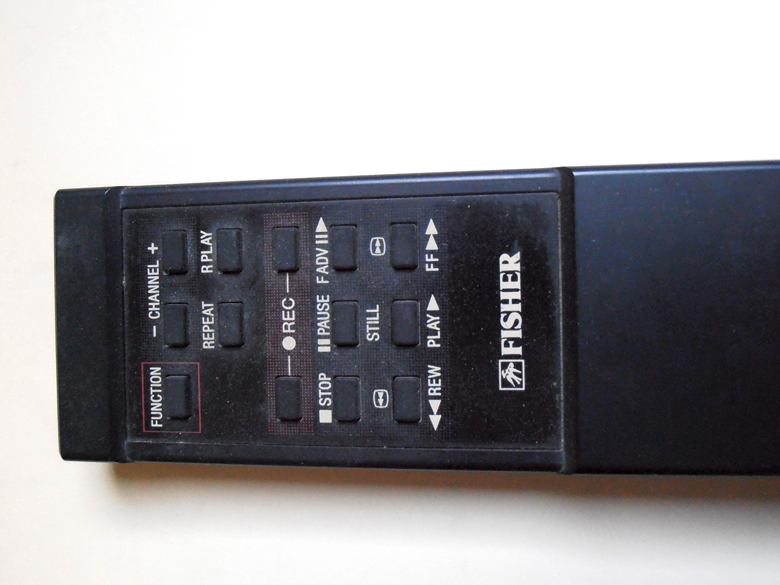 FUNCTION − CHANNEL +
REPEAT R PLAY
● REC
■ STOP ❚❚ PAUSE F ADV ❚❚▶
STILL
◀◀ REW PLAY ▶ FF ▶▶
FISHER